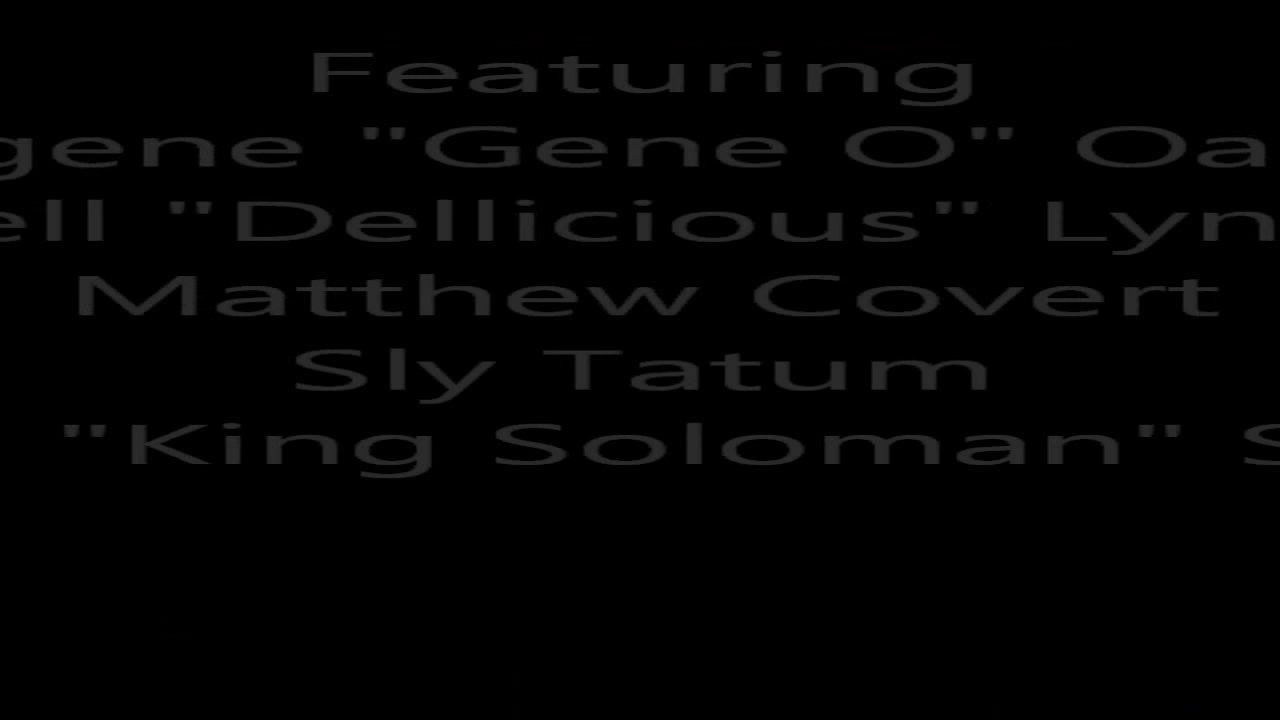 Featuring
gene "Gene O" Oa
ell "Dellicious" Lyn
Matthew Covert
Sly Tatum
"King Soloman" S